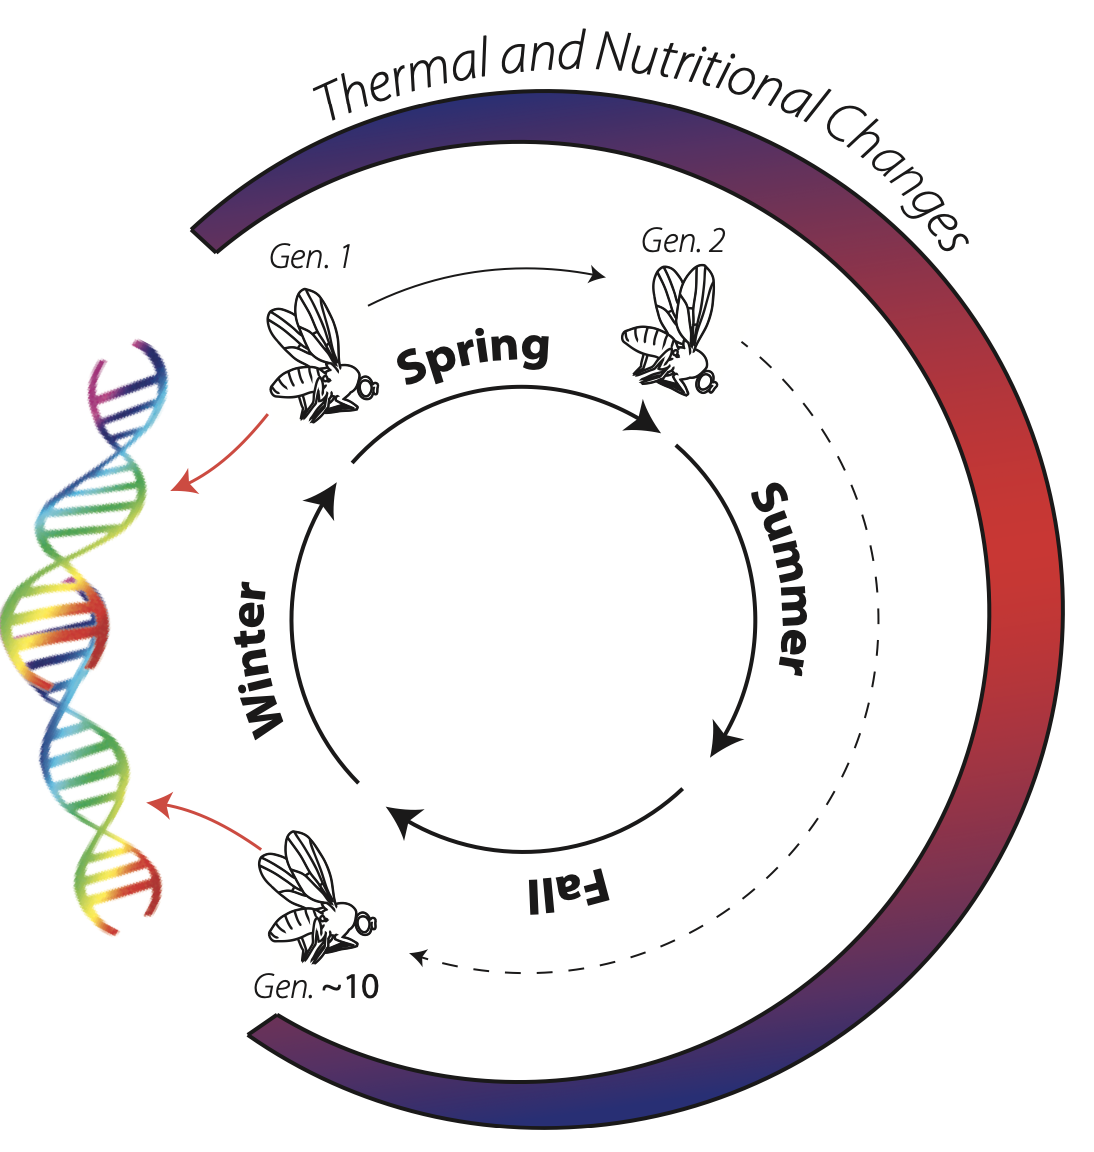 Thermal and Nutritional Changes
Gen. 1
Gen. 2
Spring
Summer
Winter
Fall
Gen. ~10